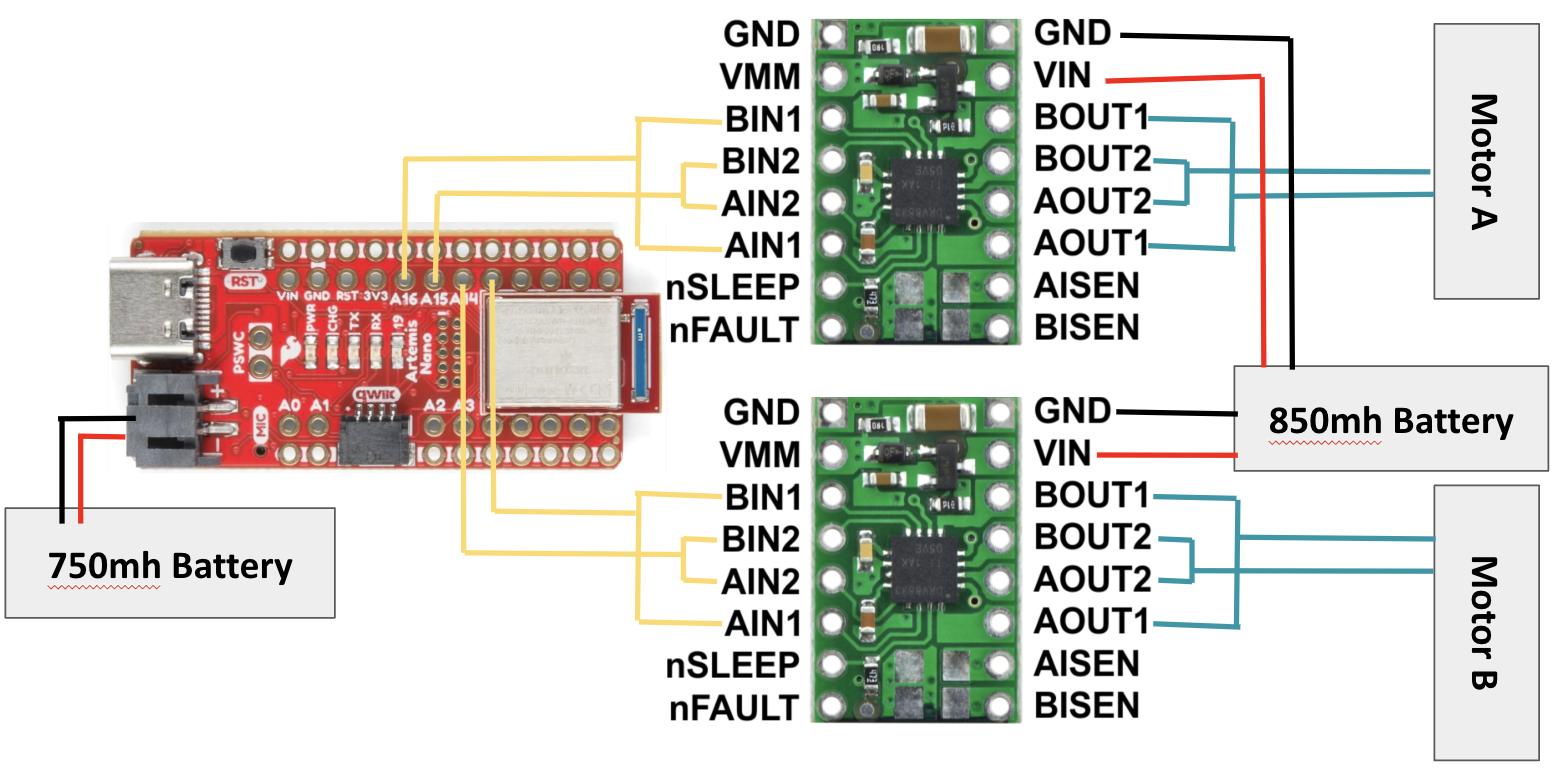 GND
VMM
BIN1
BIN2
AIN2
AIN1
nSLEEP
nFAULT
GND
VIN
BOUT1
BOUT2
AOUT2
AOUT1
AISEN
BISEN
Motor A
RST
VIN GND RST 3V3 A16 A15 A14
PWR
CHG
TX
RX
19
Artemis
Nano
PSWC
qwiic
MIC
A0 A1 A2 A3
+
750mh Battery
850mh Battery
GND
VMM
BIN1
BIN2
AIN2
AIN1
nSLEEP
nFAULT
GND
VIN
BOUT1
BOUT2
AOUT2
AOUT1
AISEN
BISEN
Motor B